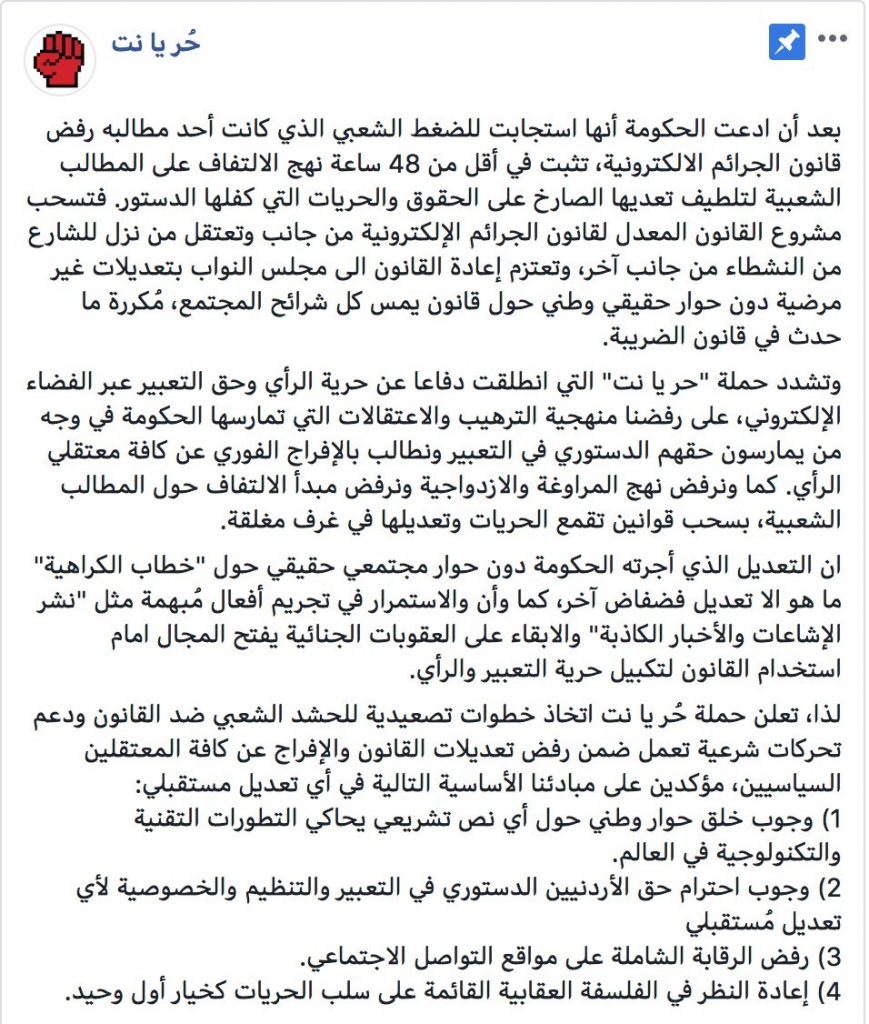 حُر يا نت
بعد أن ادعت الحكومة أنها استجابت للضغط الشعبي الذي كانت أحد مطالبه رفض
قانون الجرائم الالكترونية، تثبت في أقل من 48 ساعة نهج الالتفاف على المطالب
الشعبية لتلطيف تعديها الصارخ على الحقوق والحريات التي كفلها الدستور. فتسحب
مشروع القانون المعدل لقانون الجرائم الإلكترونية من جانب وتعتقل من نزل للشارع
من النشطاء من جانب آخر، وتعتزم إعادة القانون الى مجلس النواب بتعديلات غير
مرضية دون حوار حقيقي وطني حول قانون يمس كل شرائح المجتمع، مُكررة ما
حدث في قانون الضريبة.
وتشدد حملة "حر يا نت" التي انطلقت دفاعا عن حرية الرأي وحق التعبير عبر الفضاء
الإلكتروني، على رفضنا منهجية الترهيب والاعتقالات التي تمارسها الحكومة في وجه
من يمارسون حقهم الدستوري في التعبير ونطالب بالإفراج الفوري عن كافة معتقلي
الرأي. كما ونرفض نهج المراوغة والازدواجية ونرفض مبدأ الالتفاف حول المطالب
الشعبية، بسحب قوانين تقمع الحريات وتعديلها في غرف مغلقة.
ان التعديل الذي أجرته الحكومة دون حوار مجتمعي حقيقي حول "خطاب الكراهية"
ما هو الا تعديل فضفاض آخر، كما وأن والاستمرار في تجريم أفعال مُبهمة مثل "نشر
الإشاعات والأخبار الكاذبة" والابقاء على العقوبات الجنائية يفتح المجال امام
استخدام القانون لتكبيل حرية التعبير والرأي.
لذا، تعلن حملة حُر يا نت اتخاذ خطوات تصعيدية للحشد الشعبي ضد القانون ودعم
تحركات شرعية تعمل ضمن رفض تعديلات القانون والإفراج عن كافة المعتقلين
السياسيين، مؤكدين على مبادئنا الأساسية التالية في أي تعديل مستقبلي:
1) وجوب خلق حوار وطني حول أي نص تشريعي يحاكي التطورات التقنية
والتكنولوجية في العالم.
2) وجوب احترام حق الأردنيين الدستوري في التعبير والتنظيم والخصوصية لأي
تعديل مُستقبلي
3) رفض الرقابة الشاملة على مواقع التواصل الاجتماعي.
4) إعادة النظر في الفلسفة العقابية القائمة على سلب الحريات كخيار أول وحيد.